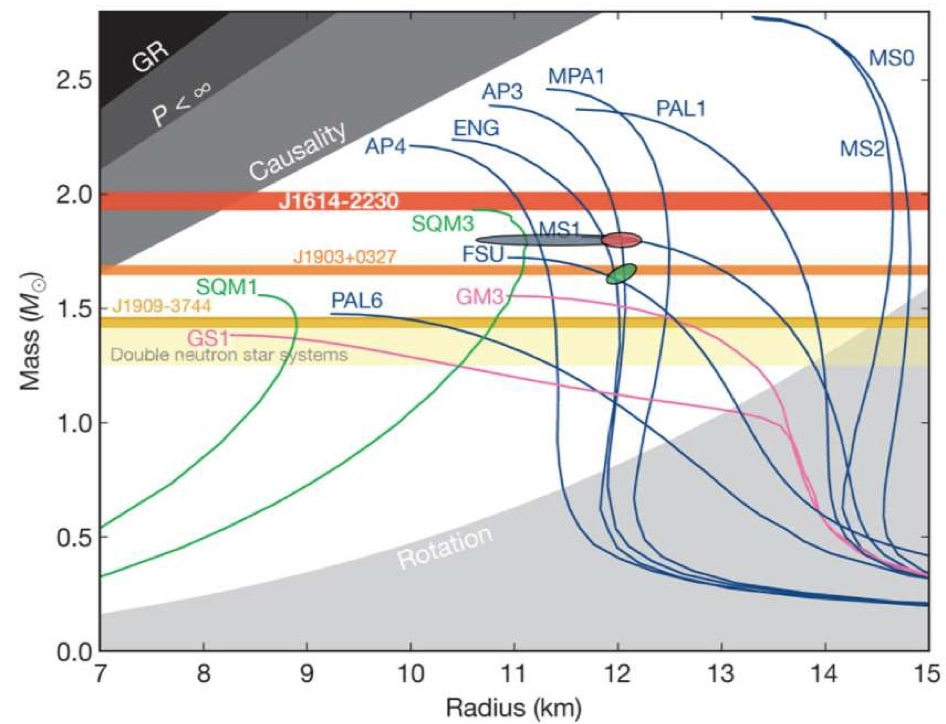 GR
P < ∞
Causality
MS0
MPA1
AP3
PAL1
ENG
AP4
MS2
J1614-2230
SQM3
MS1
FSU
J1903+0327
SQM1
GM3
PAL6
J1909-3744
GS1
Double neutron star systems
Rotation
2.5
2.0
1.5
1.0
0.5
0.0
Mass (M☉)
7 8 9 10 11 12 13 14 15
Radius (km)